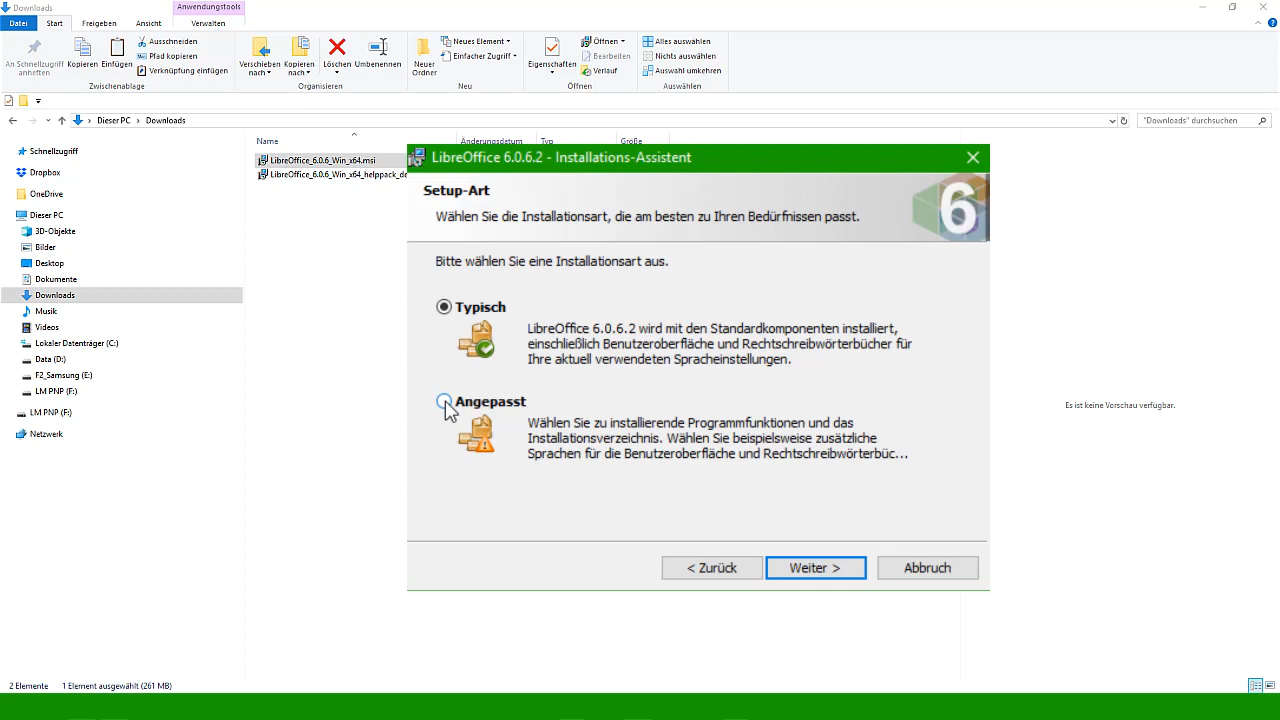 Downloads
Anwendungstools
Datei
Start
Freigeben
Ansicht
Verwalten
An Schnellzugriff
anheften
Kopieren
Einfügen
Ausschneiden
Pfad kopieren
Verknüpfung einfügen
Zwischenablage
Verschieben
nach
Kopieren
nach
Löschen
Umbenennen
Organisieren
Neuer
Ordner
Neues Element
Einfacher Zugriff
Neu
Eigenschaften
Öffnen
Bearbeiten
Verlauf
Öffnen
Alles auswählen
Nichts auswählen
Auswahl umkehren
Auswählen
Dieser PC
Downloads
"Downloads" durchsuchen
Name
Änderungsdatum
Typ
Größe
LibreOffice_6.0.6_Win_x64.msi
LibreOffice_6.0.6_Win_x64_helppack_de
Schnellzugriff
Dropbox
OneDrive
Dieser PC
3D-Objekte
Bilder
Desktop
Dokumente
Downloads
Musik
Videos
Lokaler Datenträger (C:)
Data (D:)
F2_Samsung (E:)
LM PNP (F:)
LM PNP (F:)
Netzwerk
LibreOffice 6.0.6.2 - Installations-Assistent
Setup-Art
Wählen Sie die Installationsart, die am besten zu Ihren Bedürfnissen passt.
6
Bitte wählen Sie eine Installationsart aus.
Typisch
LibreOffice 6.0.6.2 wird mit den Standardkomponenten installiert,
einschließlich Benutzeroberfläche und Rechtschreibwörterbücher für
Ihre aktuell verwendeten Spracheinstellungen.
Angepasst
Wählen Sie zu installierende Programmfunktionen und das
Installationsverzeichnis. Wählen Sie beispielsweise zusätzliche
Sprachen für die Benutzeroberfläche und Rechtschreibwörterbüc...
< Zurück
Weiter >
Abbruch
Es ist keine Vorschau verfügbar.
2 Elemente
1 Element ausgewählt (261 MB)